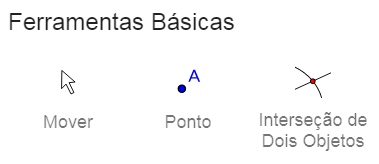 Ferramentas Básicas
A
Mover
Ponto
Interseção de
Dois Objetos